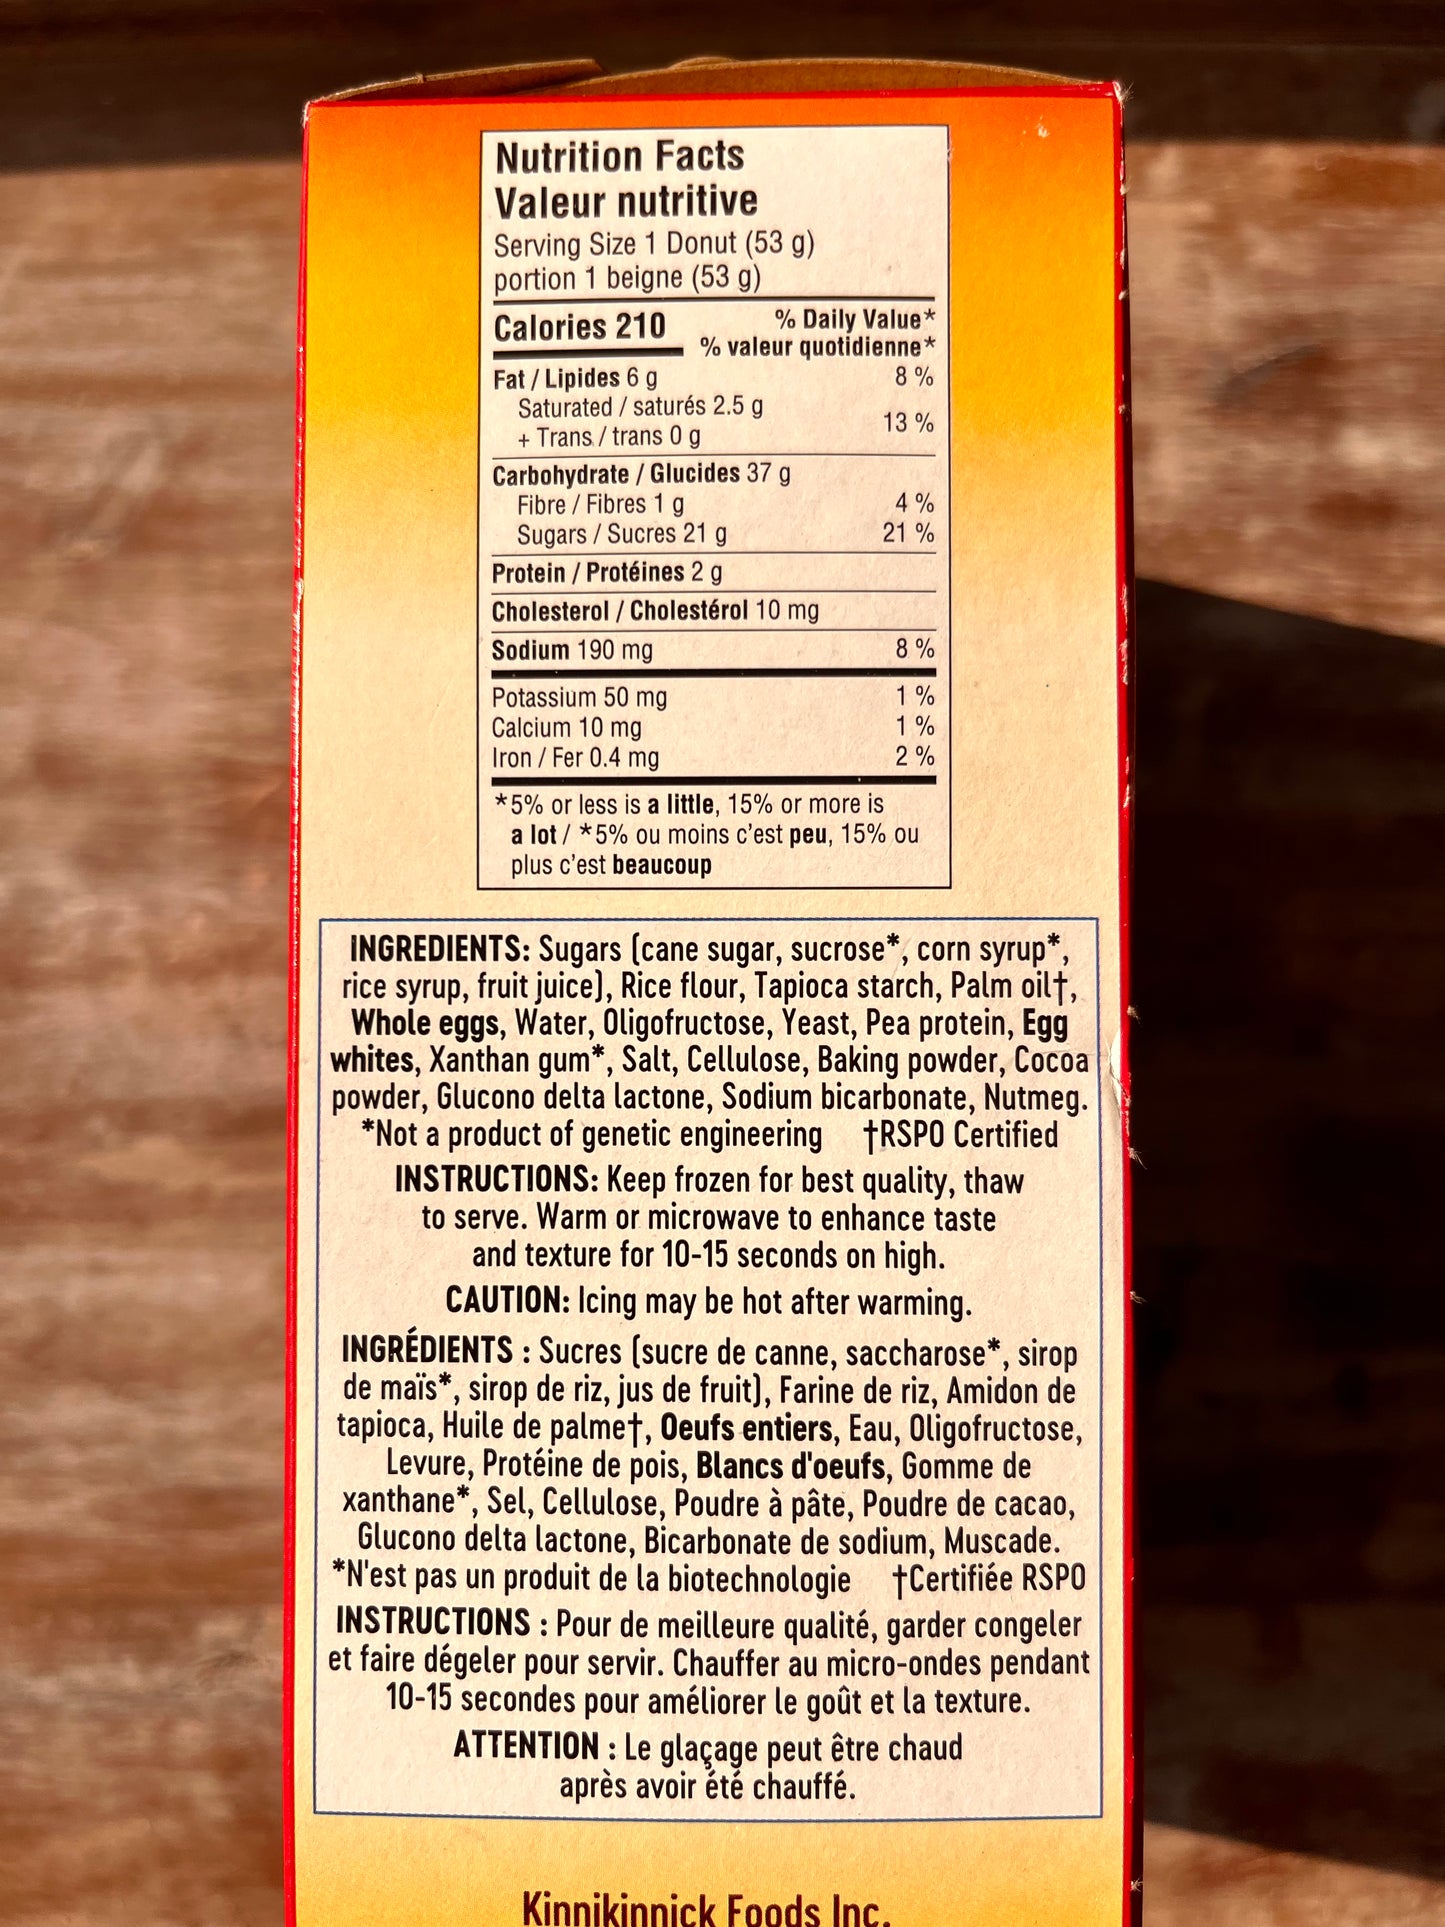 Nutrition Facts
Valeur nutritive
Serving Size 1 Donut (53 g)
portion 1 beigne (53 g)
Calories 210
% Daily Value*
% valeur quotidienne*
Fat / Lipides 6 g 8 %
Saturated / saturés 2.5 g
+ Trans / trans 0 g 13 %
Carbohydrate / Glucides 37 g
Fibre / Fibres 1 g 4 %
Sugars / Sucres 21 g 21 %
Protein / Protéines 2 g
Cholesterol / Cholestérol 10 mg
Sodium 190 mg 8 %
Potassium 50 mg 1 %
Calcium 10 mg 1 %
Iron / Fer 0.4 mg 2 %
*5% or less is a little, 15% or more is
a lot / *5% ou moins c'est peu, 15% ou
plus c'est beaucoup
INGREDIENTS: Sugars (cane sugar, sucrose*, corn syrup*,
rice syrup, fruit juice), Rice flour, Tapioca starch, Palm oil†,
Whole eggs, Water, Oligofructose, Yeast, Pea protein, Egg
whites, Xanthan gum*, Salt, Cellulose, Baking powder, Cocoa
powder, Glucono delta lactone, Sodium bicarbonate, Nutmeg.
*Not a product of genetic engineering †RSPO Certified
INSTRUCTIONS: Keep frozen for best quality, thaw
to serve. Warm or microwave to enhance taste
and texture for 10-15 seconds on high.
CAUTION: Icing may be hot after warming.
INGRÉDIENTS : Sucres (sucre de canne, saccharose*, sirop
de maïs*, sirop de riz, jus de fruit), Farine de riz, Amidon de
tapioca, Huile de palme†, Oeufs entiers, Eau, Oligofructose,
Levure, Protéine de pois, Blancs d'oeufs, Gomme de
xanthane*, Sel, Cellulose, Poudre à pâte, Poudre de cacao,
Glucono delta lactone, Bicarbonate de sodium, Muscade.
*N'est pas un produit de la biotechnologie †Certifiée RSPO
INSTRUCTIONS : Pour de meilleure qualité, garder congeler
et faire dégeler pour servir. Chauffer au micro-ondes pendant
10-15 secondes pour améliorer le goût et la texture.
ATTENTION : Le glaçage peut être chaud
après avoir été chauffé.
Kinnikinnick Foods Inc.